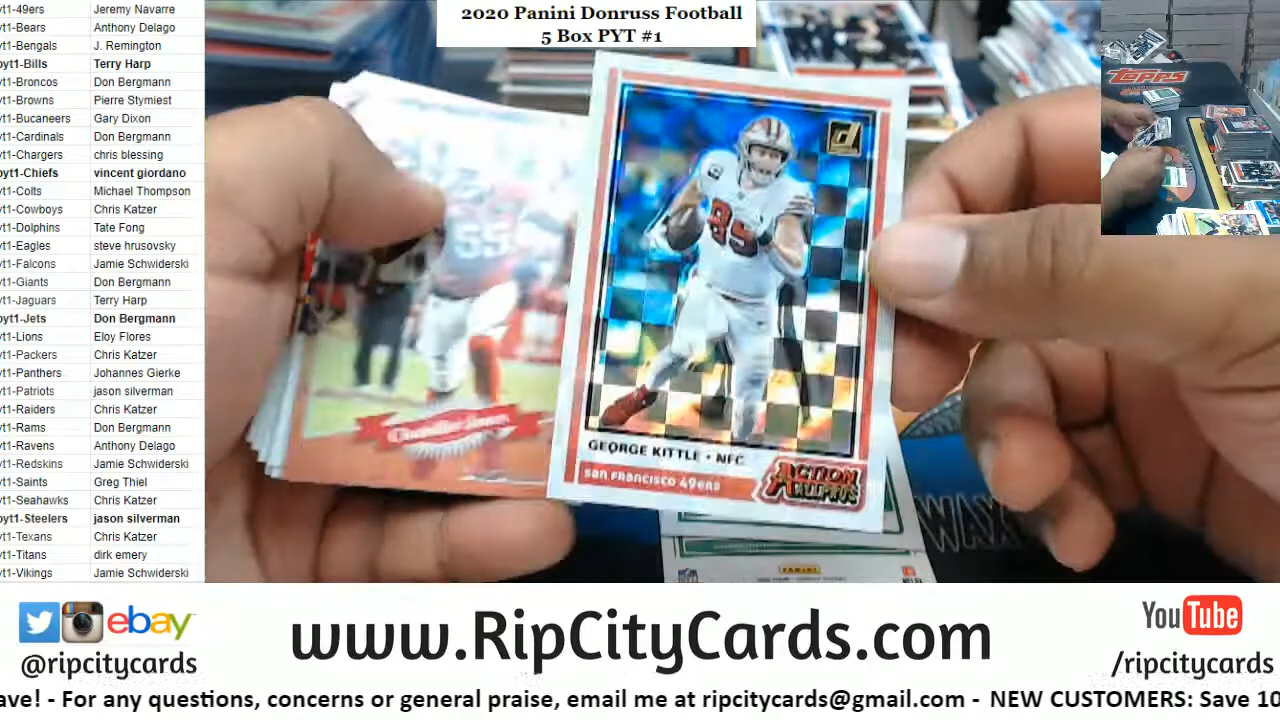 2020 Panini Donruss Football
5 Box PYT #1
yt1-49ers Jeremy Navarre
yt1-Bears Anthony Delago
yt1-Bengals J. Remington
pyt1-Bills Terry Harp
yt1-Broncos Don Bergmann
yt1-Browns Pierre Stymiest
yt1-Bucaneers Gary Dixon
yt1-Cardinals Don Bergmann
yt1-Chargers chris blessing
pyt1-Chiefs vincent giordano
yt1-Colts Michael Thompson
yt1-Cowboys Chris Katzer
yt1-Dolphins Tate Fong
yt1-Eagles steve hrusovsky
yt1-Falcons Jamie Schwiderski
yt1-Giants Don Bergmann
yt1-Jaguars Terry Harp
pyt1-Jets Don Bergmann
yt1-Lions Eloy Flores
yt1-Packers Chris Katzer
yt1-Panthers Johannes Gierke
yt1-Patriots jason silverman
yt1-Raiders Chris Katzer
yt1-Rams Don Bergmann
yt1-Ravens Anthony Delago
yt1-Redskins Jamie Schwiderski
yt1-Saints Greg Thiel
yt1-Seahawks Chris Katzer
pyt1-Steelers jason silverman
yt1-Texans Chris Katzer
yt1-Titans dirk emery
yt1-Vikings Jamie Schwiderski
TOPPS
d
85
GEORGE KITTLE • NFC
San Francisco 49ers
ACTION
ALL-PROS
Chandler Jones
55
WAX
PANINI
ebay
@ripcitycards
www.RipCityCards.com
YouTube
/ripcitycards
ave! - For any questions, concerns or general praise, email me at ripcitycards@gmail.com - NEW CUSTOMERS: Save 10